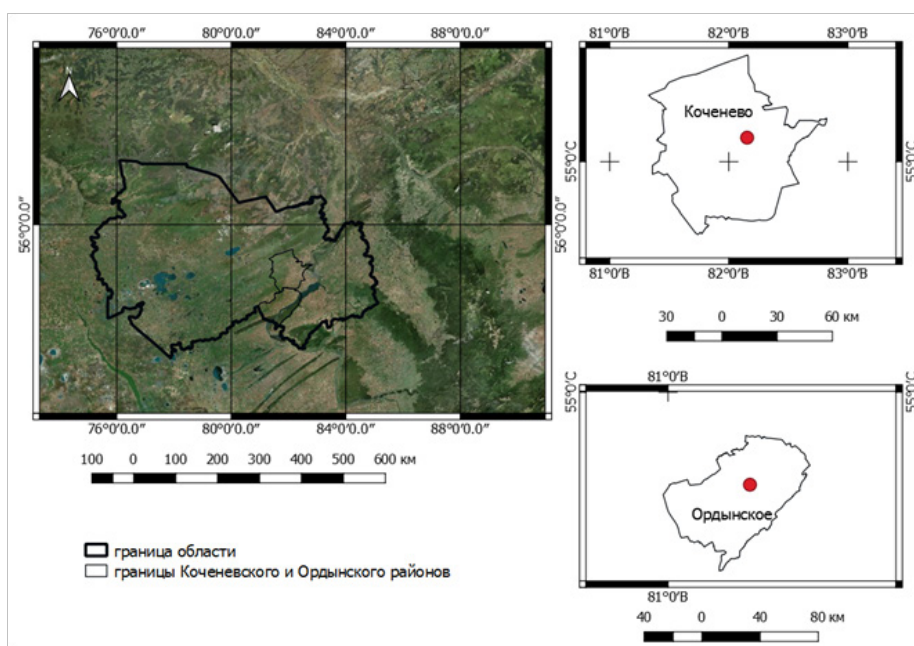 76°0′0.0″ 80°0′0.0″ 84°0′0.0″ 88°0′0.0″
N
56°0′0.0″
56°0′0.0″
76°0′0.0″ 80°0′0.0″ 84°0′0.0″ 88°0′0.0″
100 0 100 200 300 400 500 600 км
граница области
границы Коченевского и Ордынского районов
81°0′В 82°0′В 83°0′В
Коченево
55°0′С
55°0′С
81°0′В 82°0′В 83°0′В
30 0 30 60 км
81°0′В
55°0′С
55°0′С
Ордынское
81°0′В
40 0 40 80 км